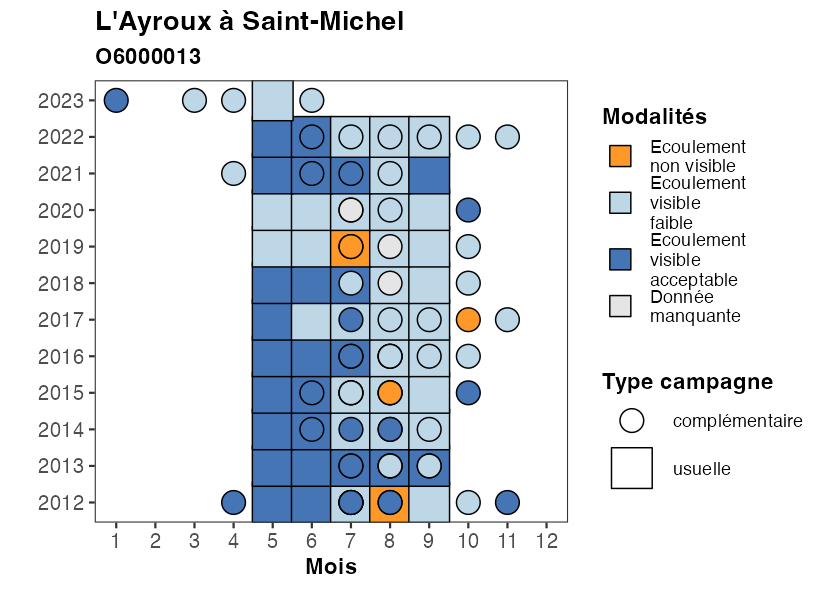 L'Ayroux à Saint-Michel
O6000013
2023
2022
2021
2020
2019
2018
2017
2016
2015
2014
2013
2012
1 2 3 4 5 6 7 8 9 10 11 12
Mois
Modalités
Ecoulement
non visible
Ecoulement
visible
faible
Ecoulement
visible
acceptable
Donnée
manquante
Type campagne
complémentaire
usuelle